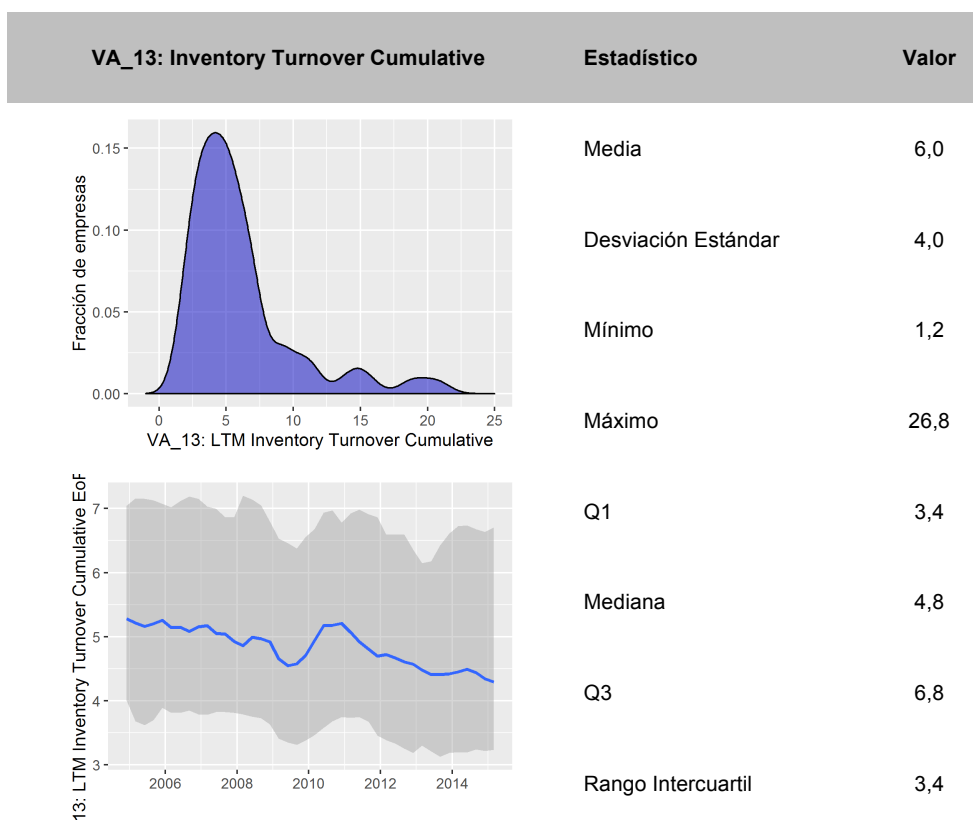 VA_13: Inventory Turnover Cumulative Estadístico Valor
0.15
0.10
0.05
0.00
Fracción de empresas
0 5 10 15 20 25
VA_13: LTM Inventory Turnover Cumulative
7
6
5
4
3
13: LTM Inventory Turnover Cumulative EoF
2006 2008 2010 2012 2014
Media 6,0
Desviación Estándar 4,0
Mínimo 1,2
Máximo 26,8
Q1 3,4
Mediana 4,8
Q3 6,8
Rango Intercuartil 3,4